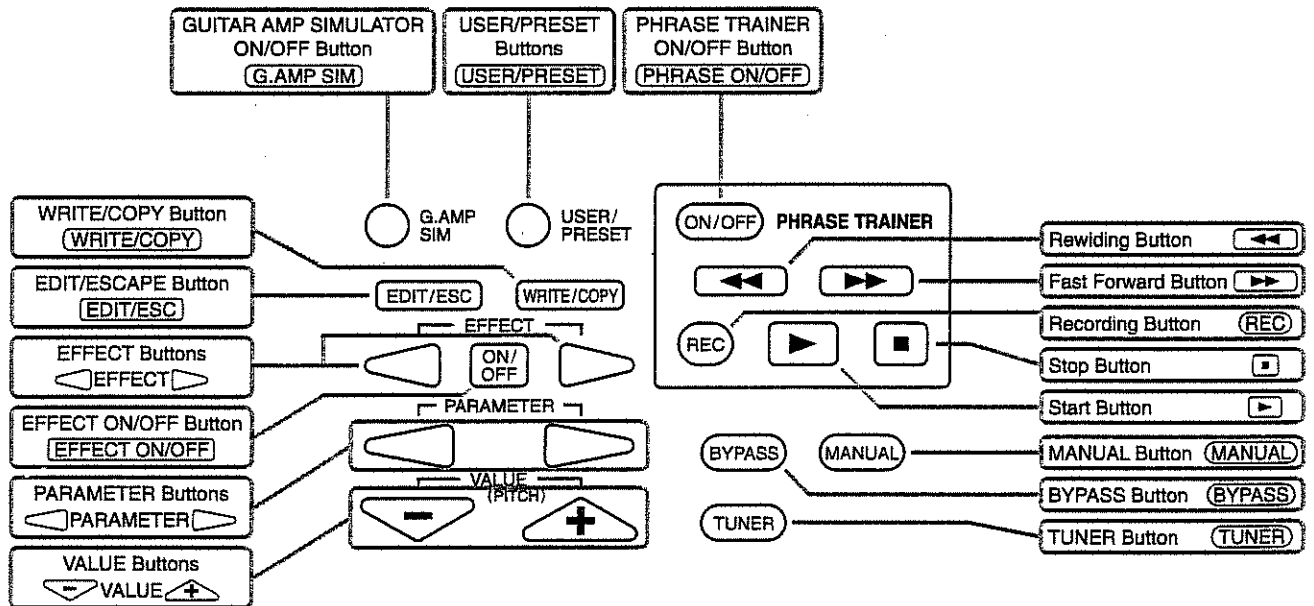 GUITAR AMP SIMULATOR
ON/OFF Button
G.AMP SIM
USER/PRESET
Buttons
USER/PRESET
PHRASE TRAINER
ON/OFF Button
PHRASE ON/OFF
WRITE/COPY Button
WRITE/COPY
EDIT/ESCAPE Button
EDIT/ESC
EFFECT Buttons
EFFECT
EFFECT ON/OFF Button
EFFECT ON/OFF
PARAMETER Buttons
PARAMETER
VALUE Buttons
- VALUE +
G.AMP
SIM
USER/
PRESET
EDIT/ESC
WRITE/COPY
EFFECT
ON/
OFF
PARAMETER
VALUE
(PITCH)
- +
ON/OFF PHRASE TRAINER
REC
BYPASS
MANUAL
TUNER
Rewiding Button
Fast Forward Button
Recording Button REC
Stop Button
Start Button
MANUAL Button MANUAL
BYPASS Button BYPASS
TUNER Button TUNER